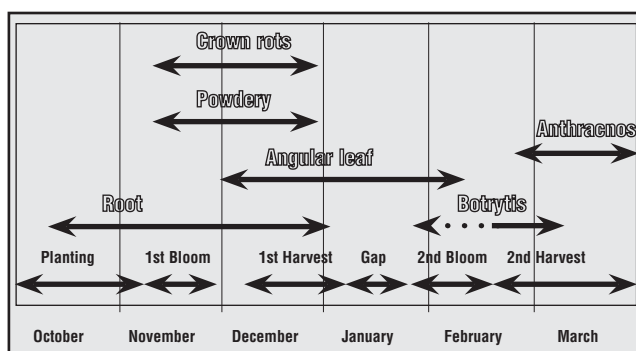 Crown rots
Powdery
Anthracnos
Angular leaf
Root
Botrytis
Planting 1st Bloom 1st Harvest Gap 2nd Bloom 2nd Harvest
October November December January February March